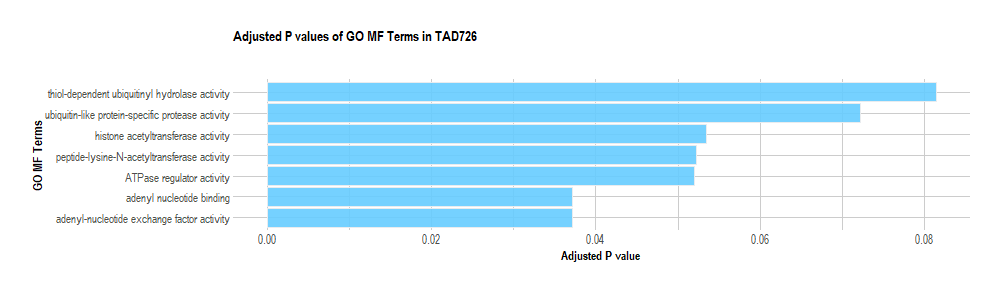 Adjusted P values of GO MF Terms in TAD726
GO MF Terms
thiol-dependent ubiquitinyl hydrolase activity
ubiquitin-like protein-specific protease activity
histone acetyltransferase activity
peptide-lysine-N-acetyltransferase activity
ATPase regulator activity
adenyl nucleotide binding
adenyl-nucleotide exchange factor activity
0.00 0.02 0.04 0.06 0.08
Adjusted P value